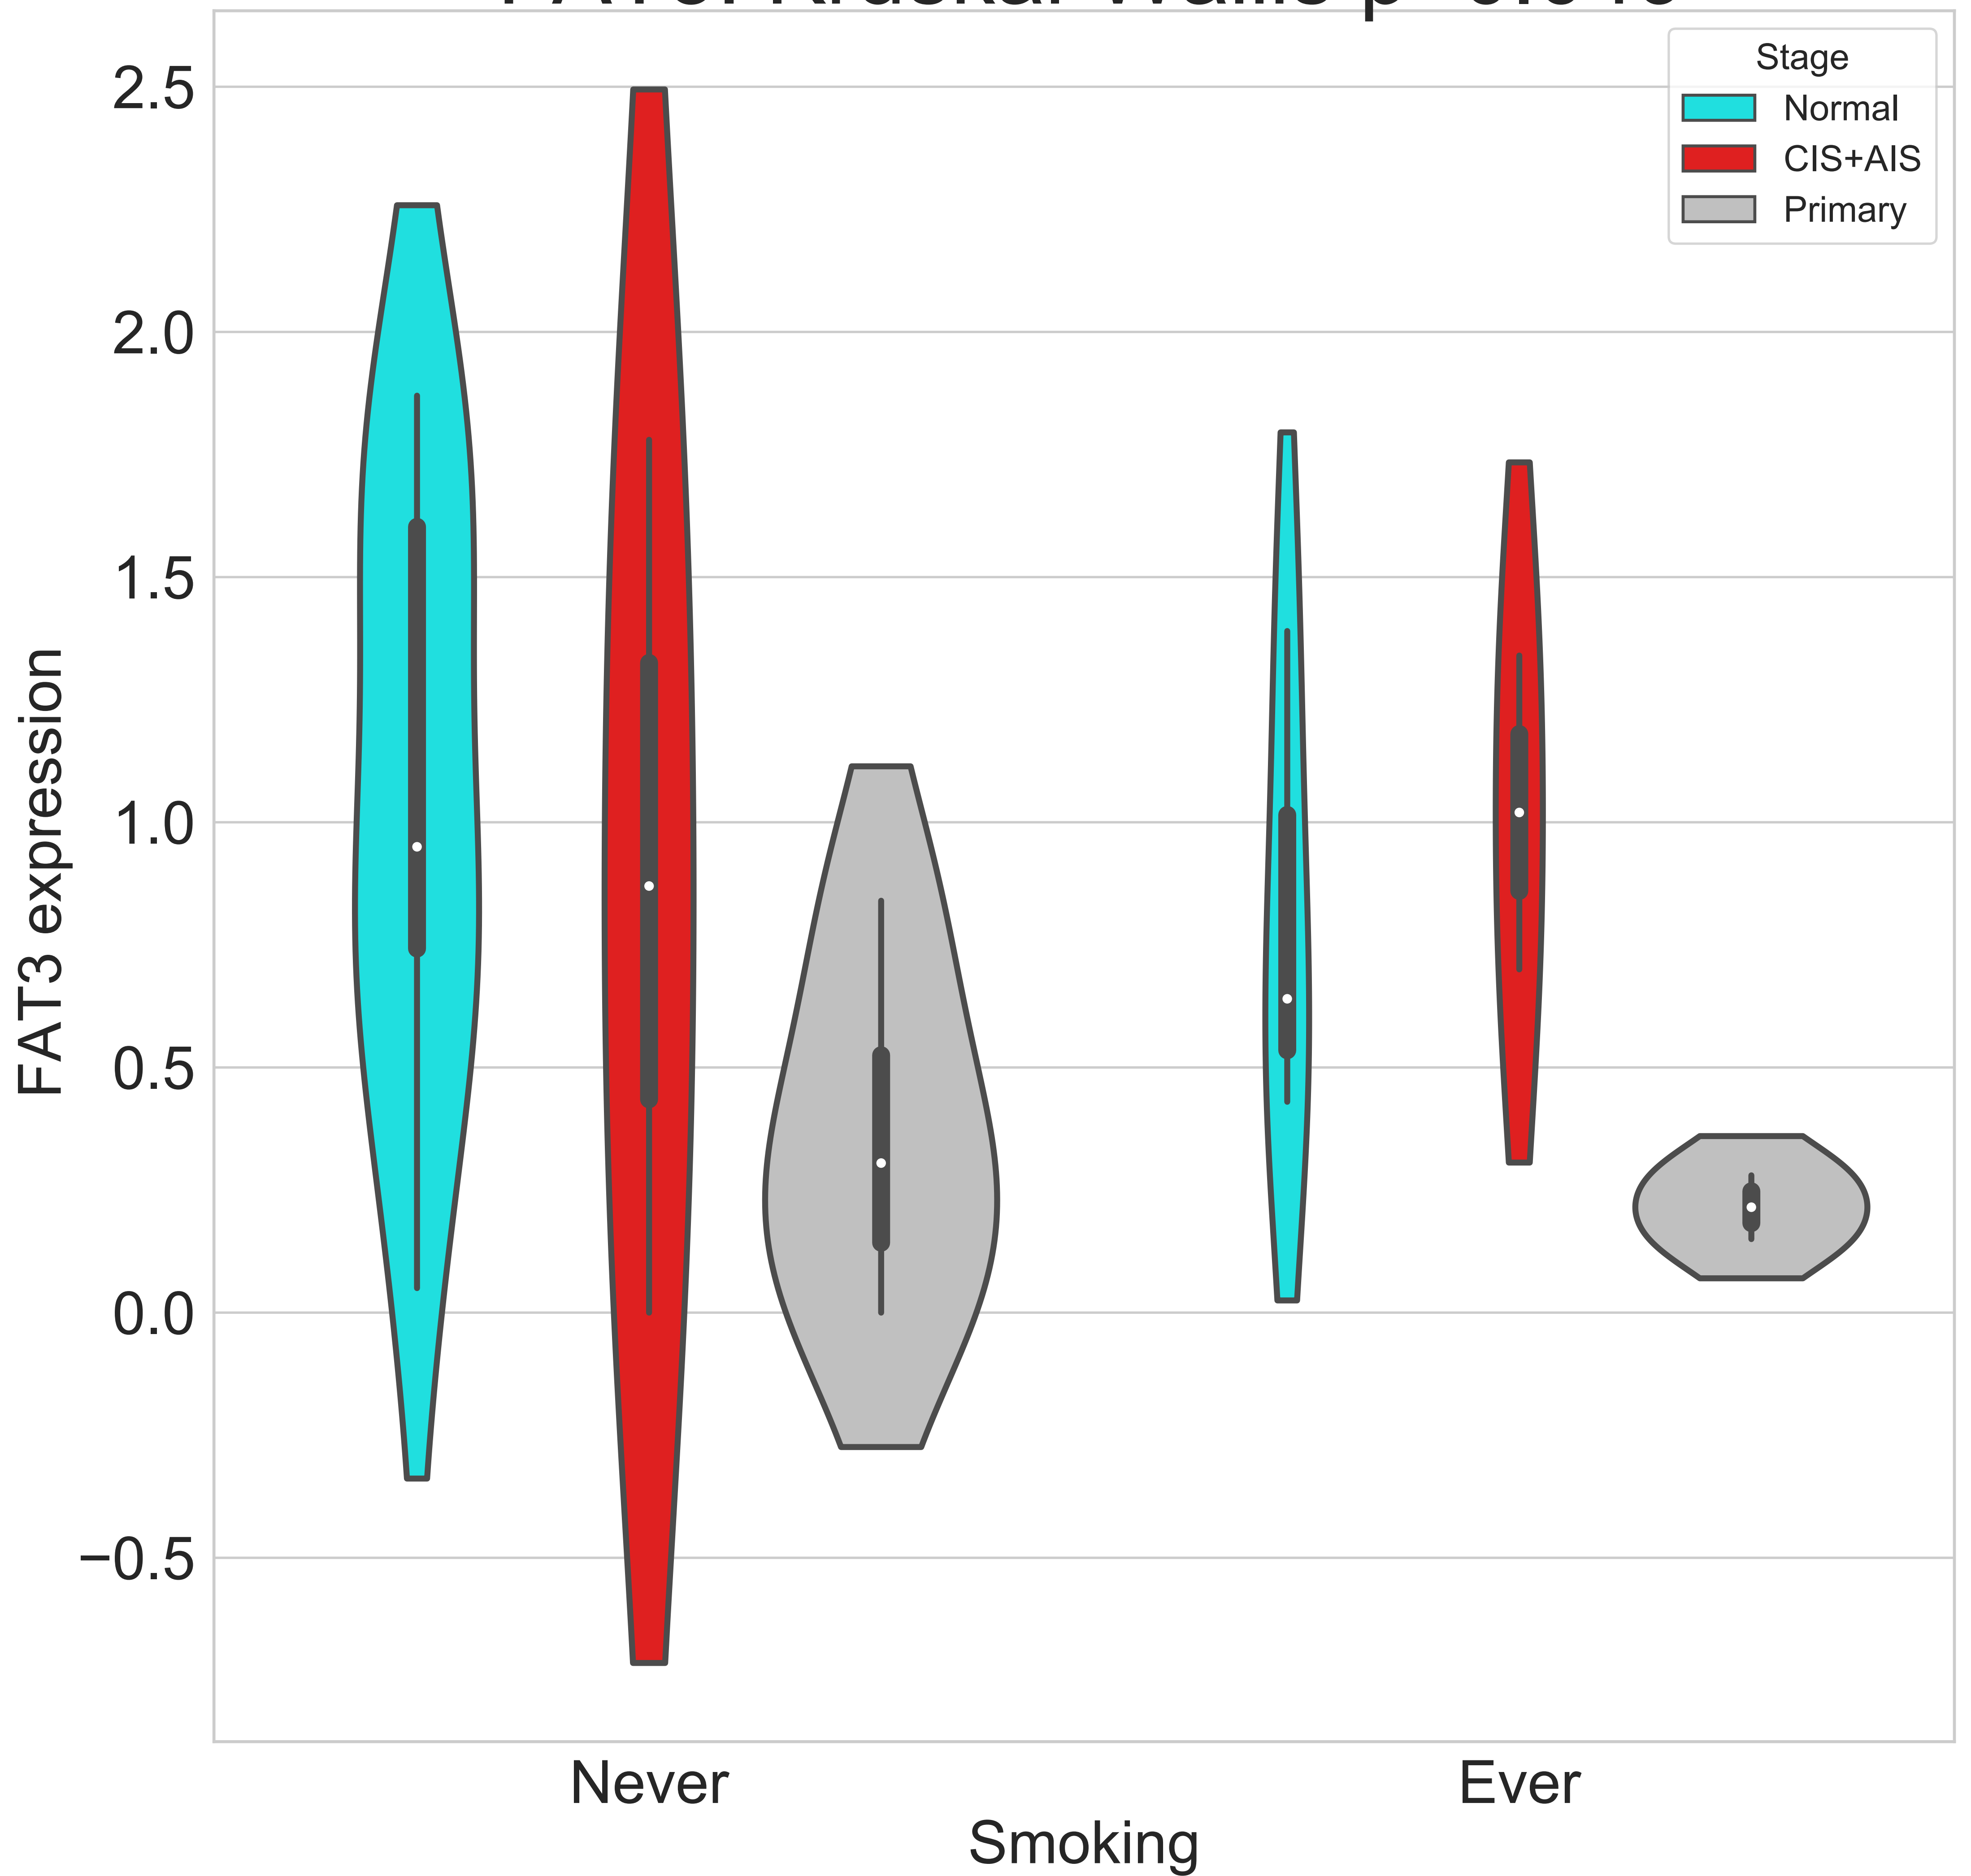 Stage
Normal
CIS+AIS
Primary
2.5
2.0
1.5
1.0
0.5
0.0
−0.5
FAT3 expression
Never
Ever
Smoking